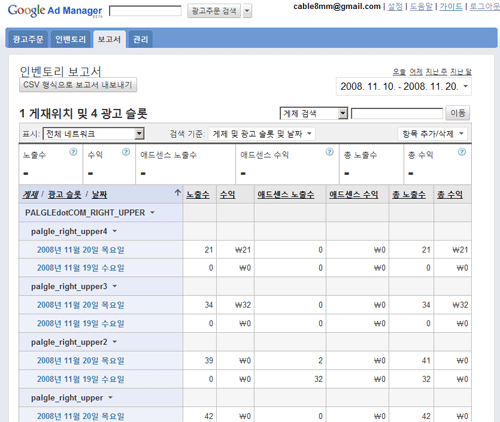 Google Ad Manager BETA 광고주문 검색 cable8mm@gmail.com | 설정 | 도움말 | 가이드 | 로그아웃
광고주문 인벤토리 보고서 관리
인벤토리 보고서
CSV 형식으로 보고서 내보내기
오늘 어제 지난 주 지난 달
2008. 11. 10. - 2008. 11. 20.
1 게재위치 및 4 광고 슬롯 게재 검색 이동
표시: 전체 네트워크 검색 기준: 게재 및 광고 슬롯 및 날짜 항목 추가/삭제
노출수 ? 수익 ? 애드센스 노출수 ? 애드센스 수익 ? 총 노출수 ? 총 수익 ?
- - - - - -
게재 / 광고 슬롯 / 날짜 노출수 수익 애드센스 노출수 애드센스 수익 총 노출수 총 수익
PALGLEdotCOM_RIGHT_UPPER
palgle_right_upper4
2008년 11월 20일 목요일 21 ₩21 0 ₩0 21 ₩21
2008년 11월 19일 수요일 0 ₩0 0 ₩0 0 ₩0
palgle_right_upper3
2008년 11월 20일 목요일 34 ₩32 0 ₩0 34 ₩32
2008년 11월 19일 수요일 0 ₩0 0 ₩0 0 ₩0
palgle_right_upper2
2008년 11월 20일 목요일 39 ₩0 2 ₩0 41 ₩0
2008년 11월 19일 수요일 0 ₩0 32 ₩0 32 ₩0
palgle_right_upper
2008년 11월 20일 목요일 42 ₩0 0 ₩0 42 ₩0